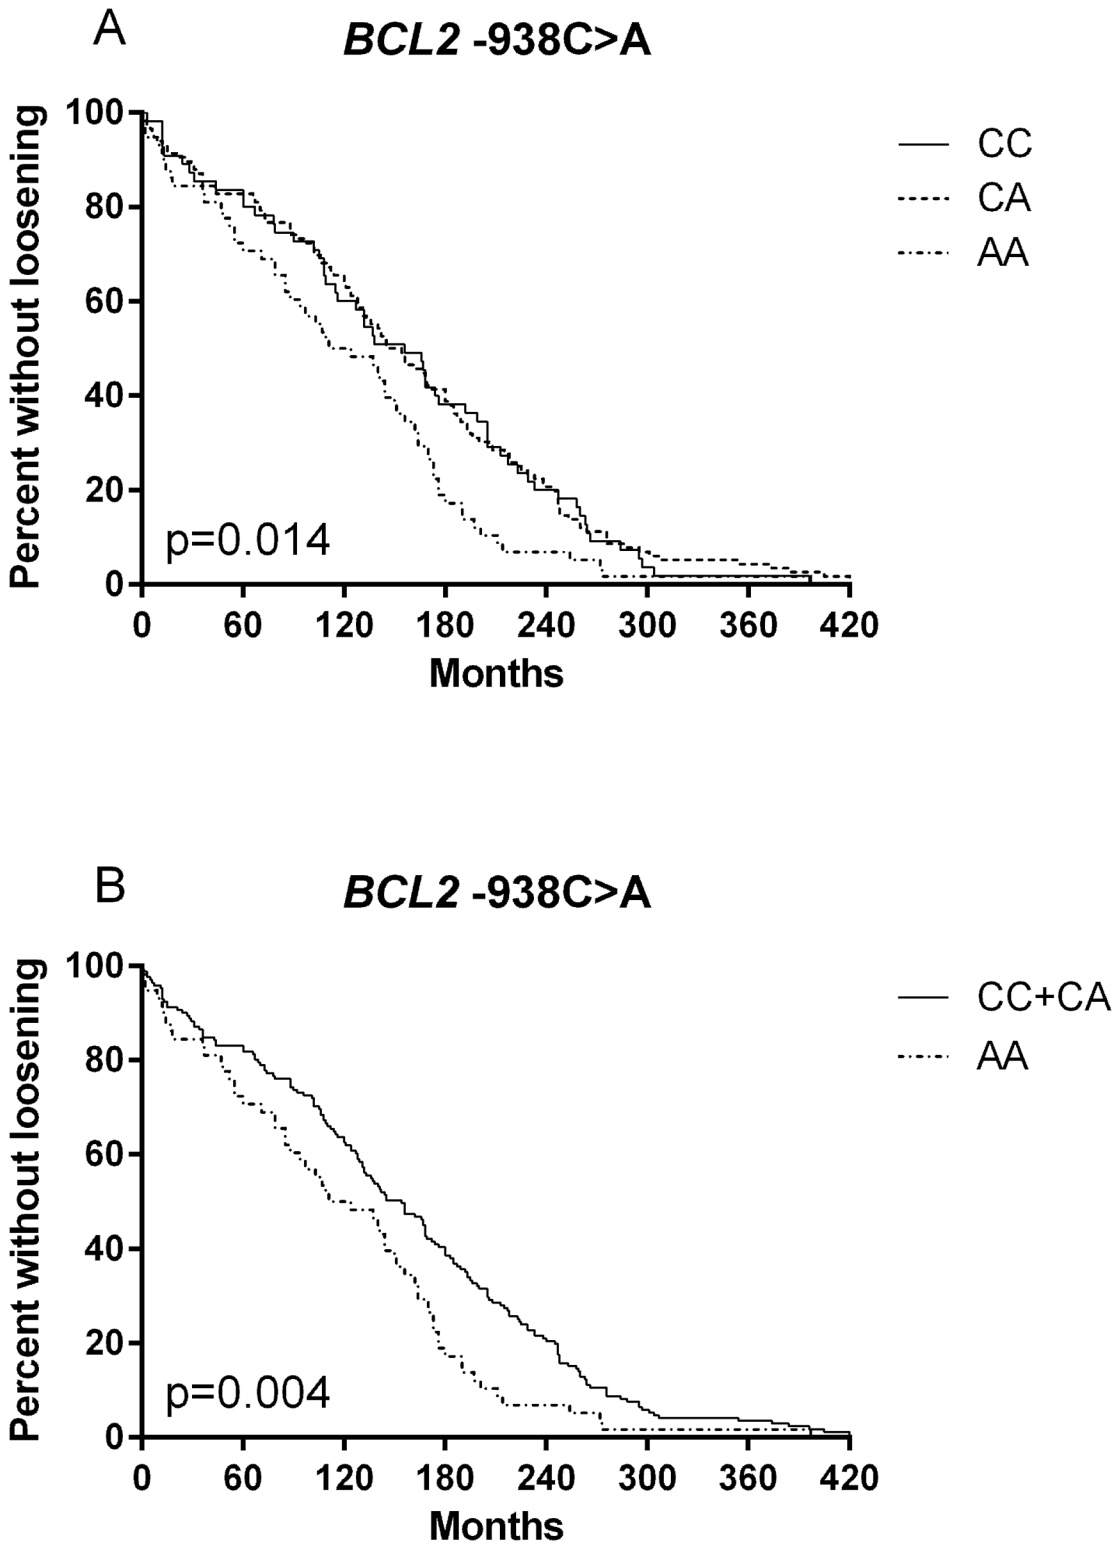 A
BCL2 -938C>A
Percent without loosening
100
80
60
40
20
0
p=0.014
0 60 120 180 240 300 360 420
Months
CC
CA
AA
B
BCL2 -938C>A
Percent without loosening
100
80
60
40
20
0
p=0.004
0 60 120 180 240 300 360 420
Months
CC+CA
AA